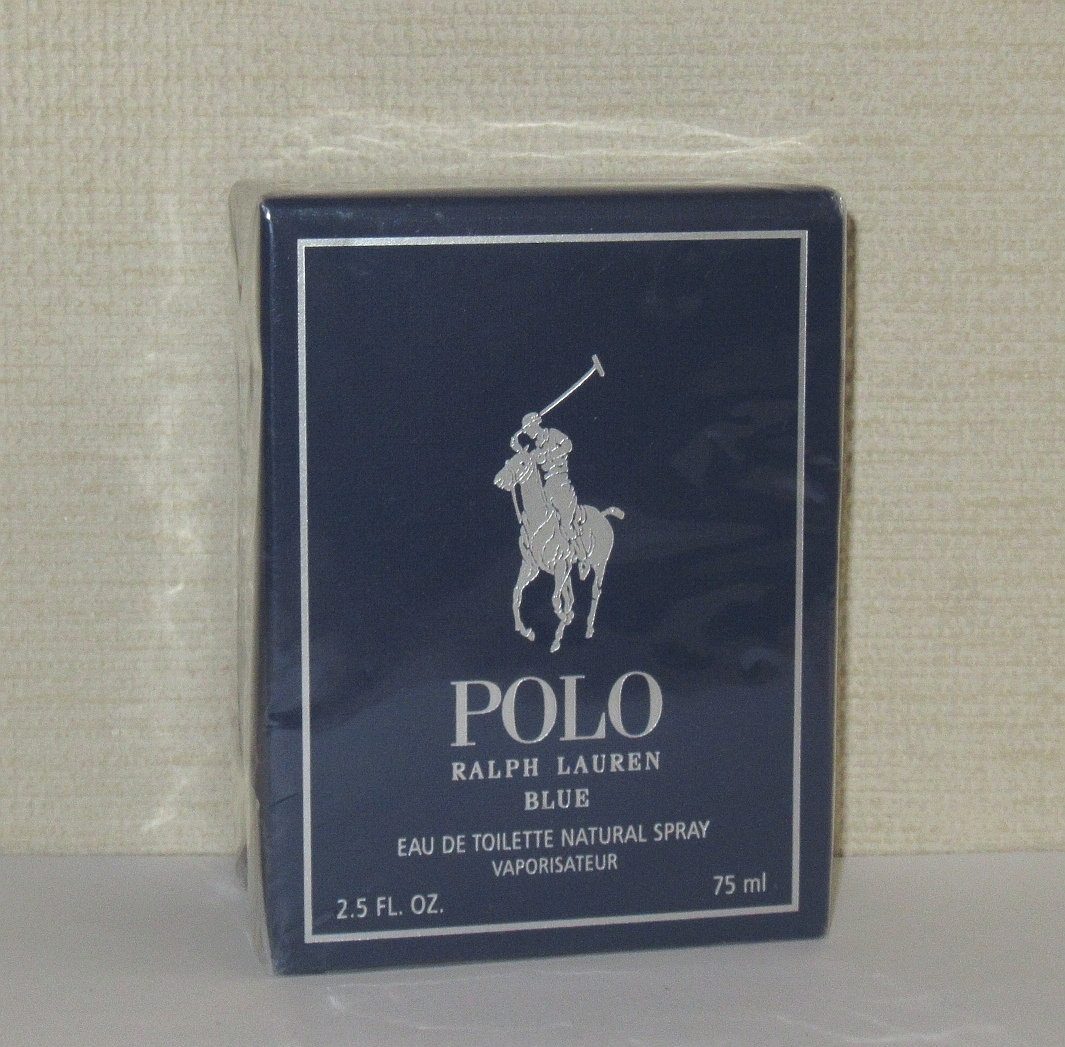 POLO
RALPH LAUREN
BLUE
EAU DE TOILETTE NATURAL SPRAY
VAPORISATEUR
2.5 FL. OZ. 75 ml